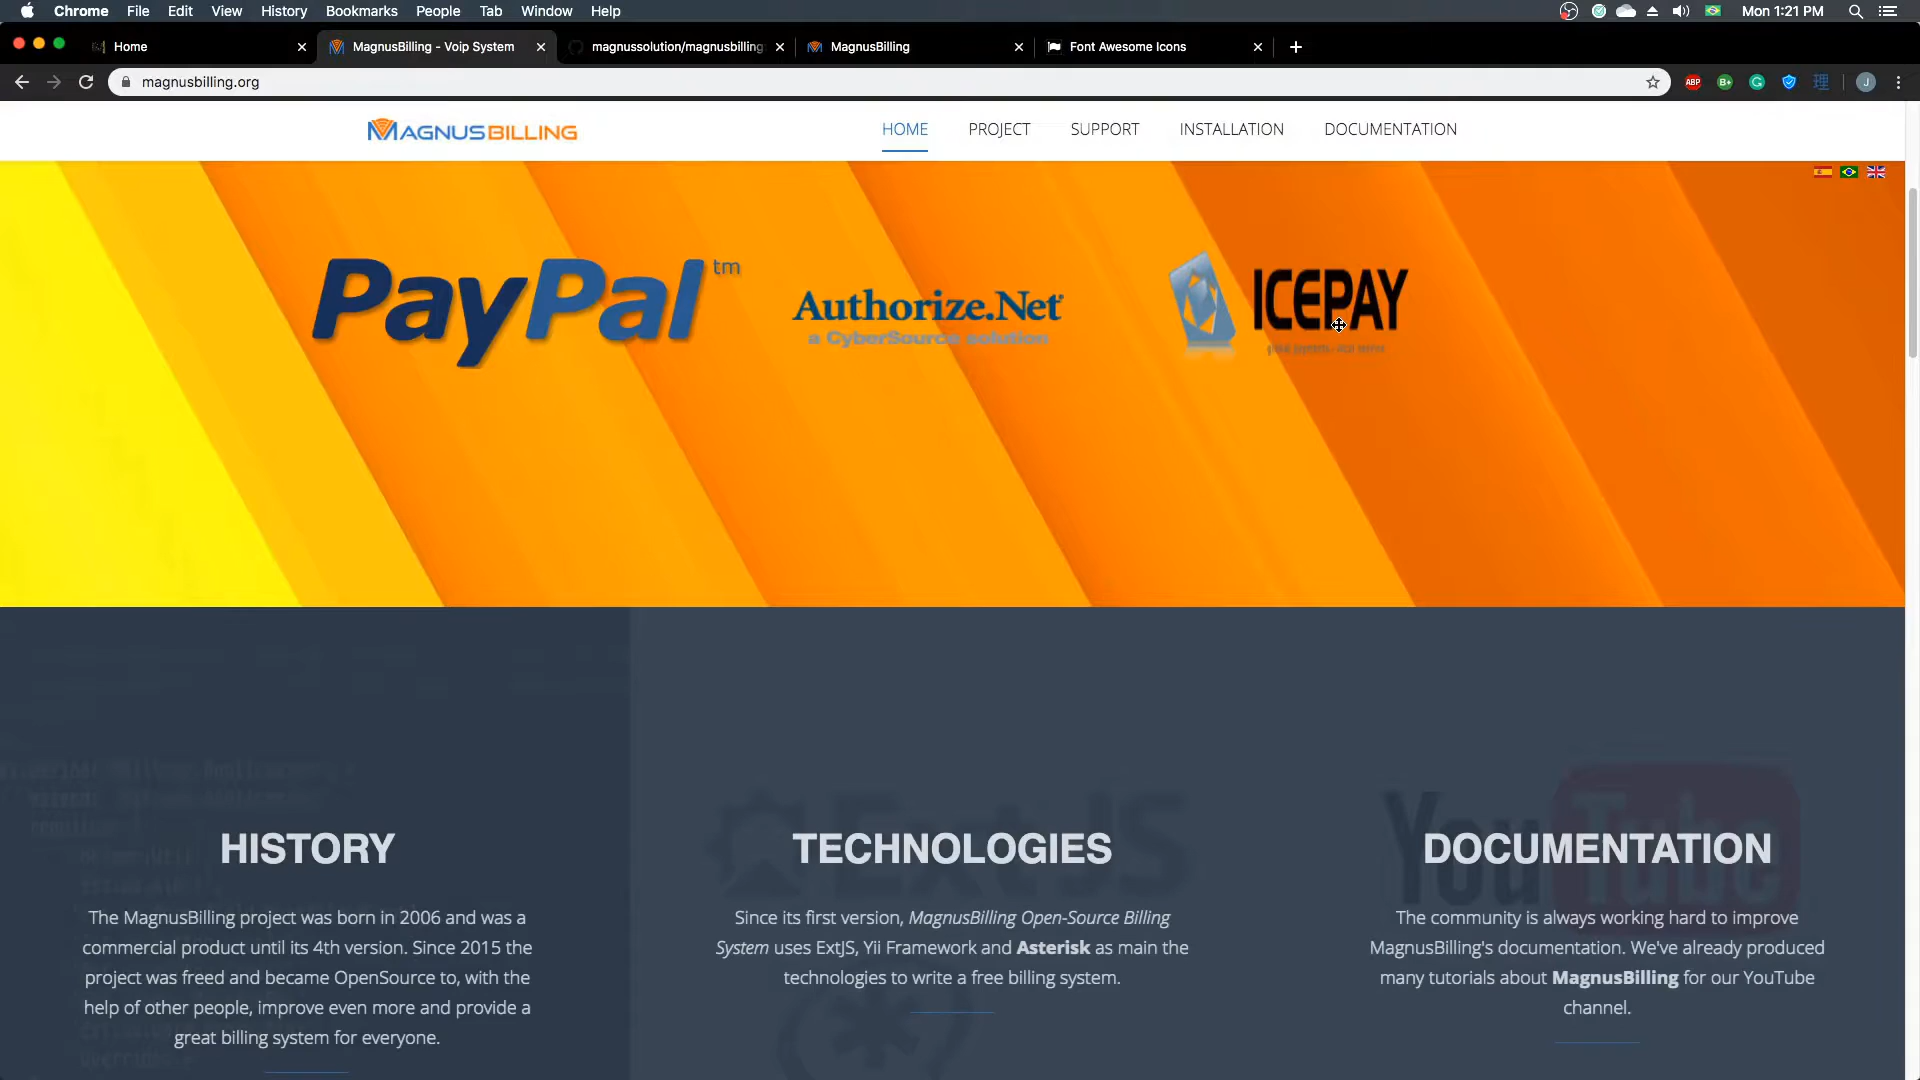 Chrome File Edit View History Bookmarks People Tab Window Help
Mon 1:21 PM
Home
MagnusBilling - Voip System
magnussolution/magnusbilling
MagnusBilling
Font Awesome Icons
magnusbilling.org
ABP
B+
J
MAGNUSBILLING
HOME PROJECT SUPPORT INSTALLATION DOCUMENTATION
PayPal tm
Authorize.Net
a CyberSource solution
ICEPAY
ExtJS
YouTube
HISTORY
The MagnusBilling project was born in 2006 and was a
commercial product until its 4th version. Since 2015 the
project was freed and became OpenSource to, with the
help of other people, improve even more and provide a
great billing system for everyone.
TECHNOLOGIES
Since its first version, MagnusBilling Open-Source Billing
System uses ExtJS, Yii Framework and Asterisk as main the
technologies to write a free billing system.
DOCUMENTATION
The community is always working hard to improve
MagnusBilling's documentation. We've already produced
many tutorials about MagnusBilling for our YouTube
channel.